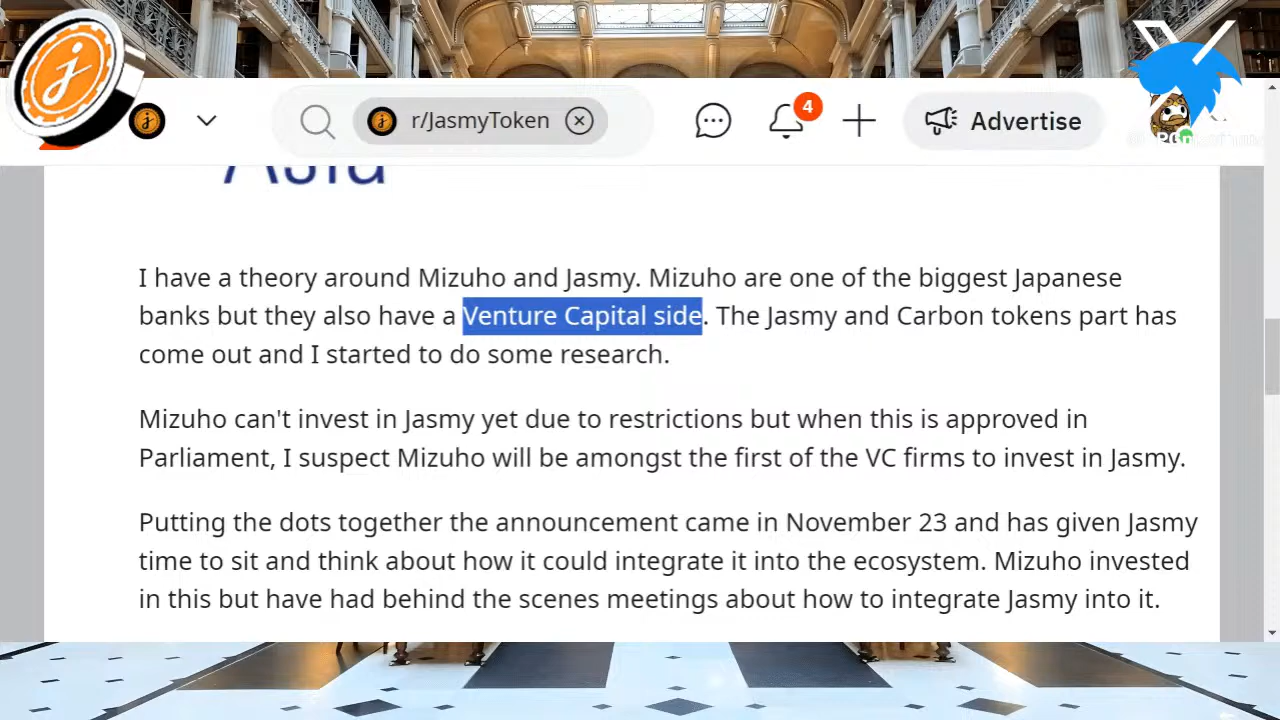 r/JasmyToken
4
Advertise
Asia
I have a theory around Mizuho and Jasmy. Mizuho are one of the biggest Japanese
banks but they also have a Venture Capital side. The Jasmy and Carbon tokens part has
come out and I started to do some research.
Mizuho can't invest in Jasmy yet due to restrictions but when this is approved in
Parliament, I suspect Mizuho will be amongst the first of the VC firms to invest in Jasmy.
Putting the dots together the announcement came in November 23 and has given Jasmy
time to sit and think about how it could integrate it into the ecosystem. Mizuho invested
in this but have had behind the scenes meetings about how to integrate Jasmy into it.